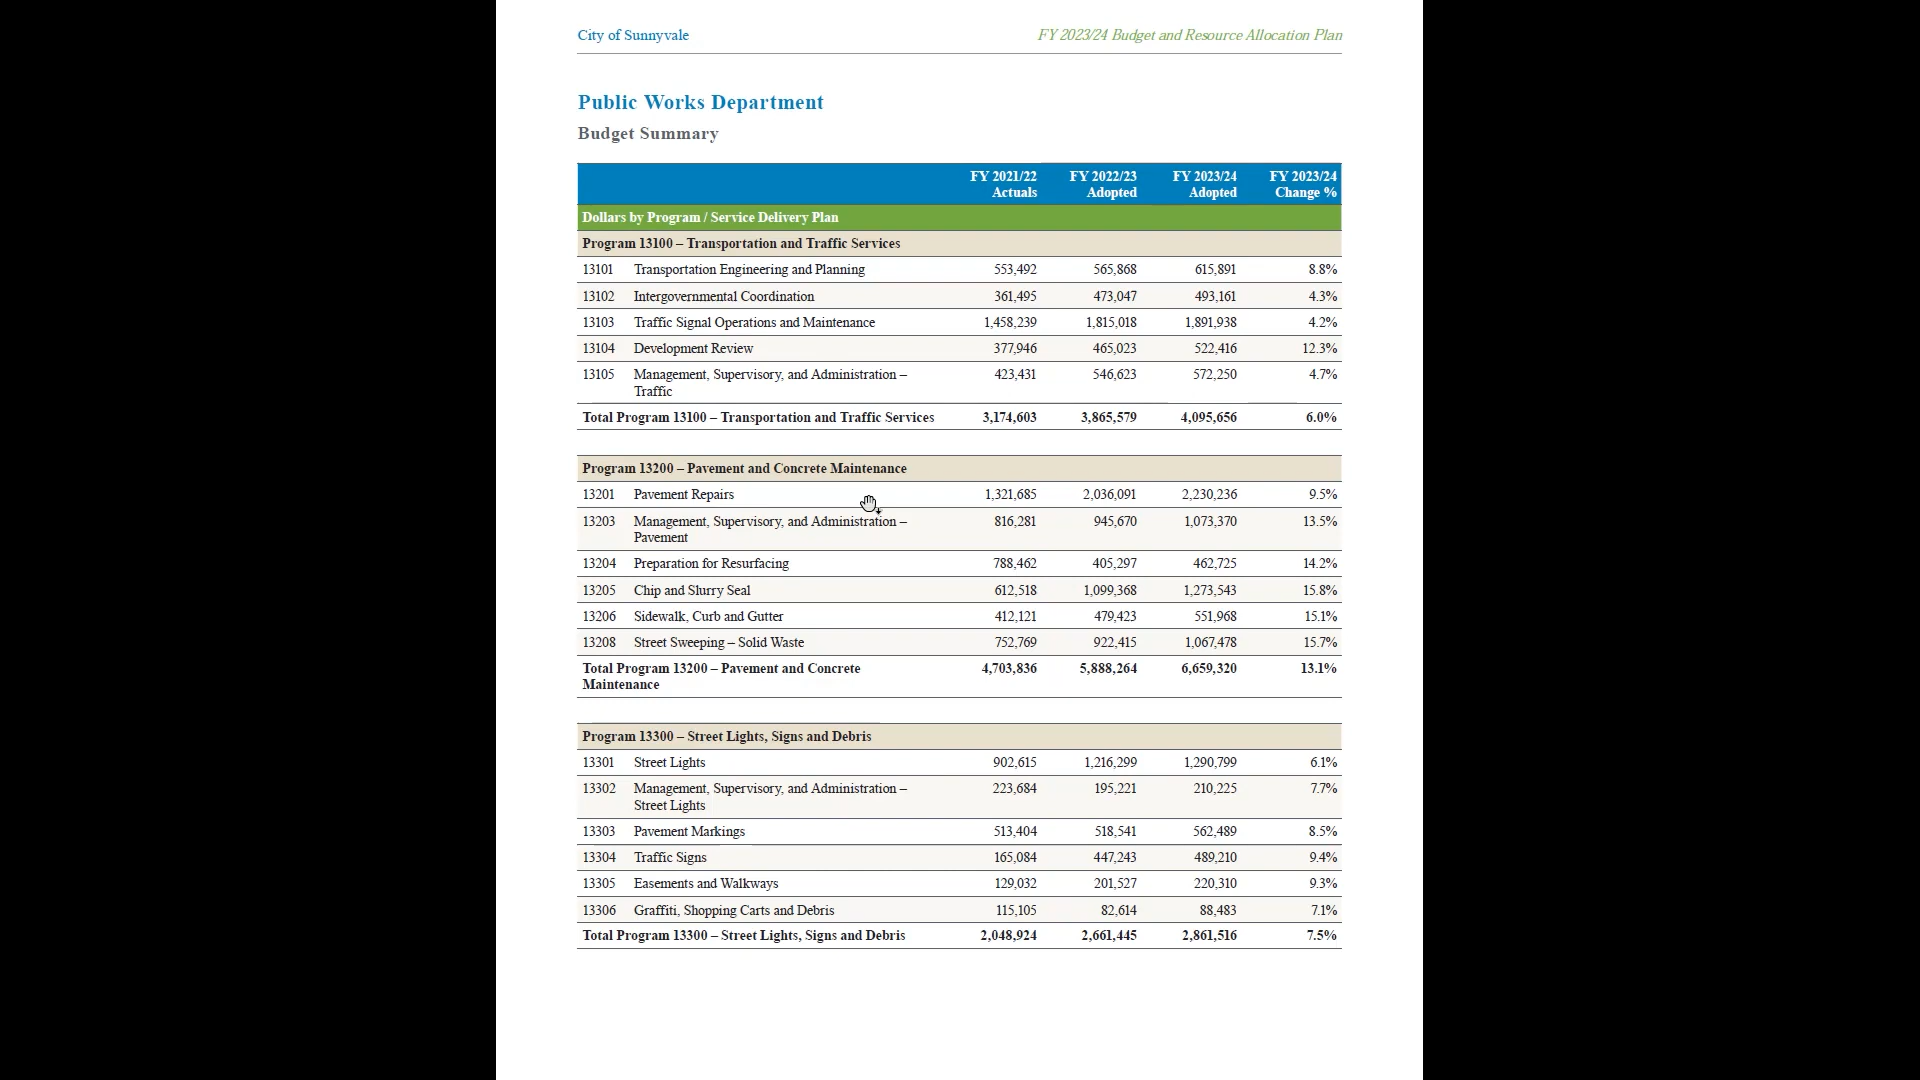 City of Sunnyvale FY 2023/24 Budget and Resource Allocation Plan
Public Works Department
Budget Summary
FY 2021/22 FY 2022/23 FY 2023/24 FY 2023/24
Actuals Adopted Adopted Change %
Dollars by Program / Service Delivery Plan
Program 13100 – Transportation and Traffic Services
13101 Transportation Engineering and Planning 553,492 565,868 615,891 8.8%
13102 Intergovernmental Coordination 361,495 473,047 493,161 4.3%
13103 Traffic Signal Operations and Maintenance 1,458,239 1,815,018 1,891,938 4.2%
13104 Development Review 377,946 465,023 522,416 12.3%
13105 Management, Supervisory, and Administration – 423,431 546,623 572,250 4.7%
Traffic
Total Program 13100 – Transportation and Traffic Services 3,174,603 3,865,579 4,095,656 6.0%
Program 13200 – Pavement and Concrete Maintenance
13201 Pavement Repairs 1,321,685 2,036,091 2,230,236 9.5%
13203 Management, Supervisory, and Administration – 816,281 945,670 1,073,370 13.5%
Pavement
13204 Preparation for Resurfacing 788,462 405,297 462,725 14.2%
13205 Chip and Slurry Seal 612,518 1,099,368 1,273,543 15.8%
13206 Sidewalk, Curb and Gutter 412,121 479,423 551,968 15.1%
13208 Street Sweeping – Solid Waste 752,769 922,415 1,067,478 15.7%
Total Program 13200 – Pavement and Concrete 4,703,836 5,888,264 6,659,320 13.1%
Maintenance
Program 13300 – Street Lights, Signs and Debris
13301 Street Lights 902,615 1,216,299 1,290,799 6.1%
13302 Management, Supervisory, and Administration – 223,684 195,221 210,225 7.7%
Street Lights
13303 Pavement Markings 513,404 518,541 562,489 8.5%
13304 Traffic Signs 165,084 447,243 489,210 9.4%
13305 Easements and Walkways 129,032 201,527 220,310 9.3%
13306 Graffiti, Shopping Carts and Debris 115,105 82,614 88,483 7.1%
Total Program 13300 – Street Lights, Signs and Debris 2,048,924 2,661,445 2,861,516 7.5%